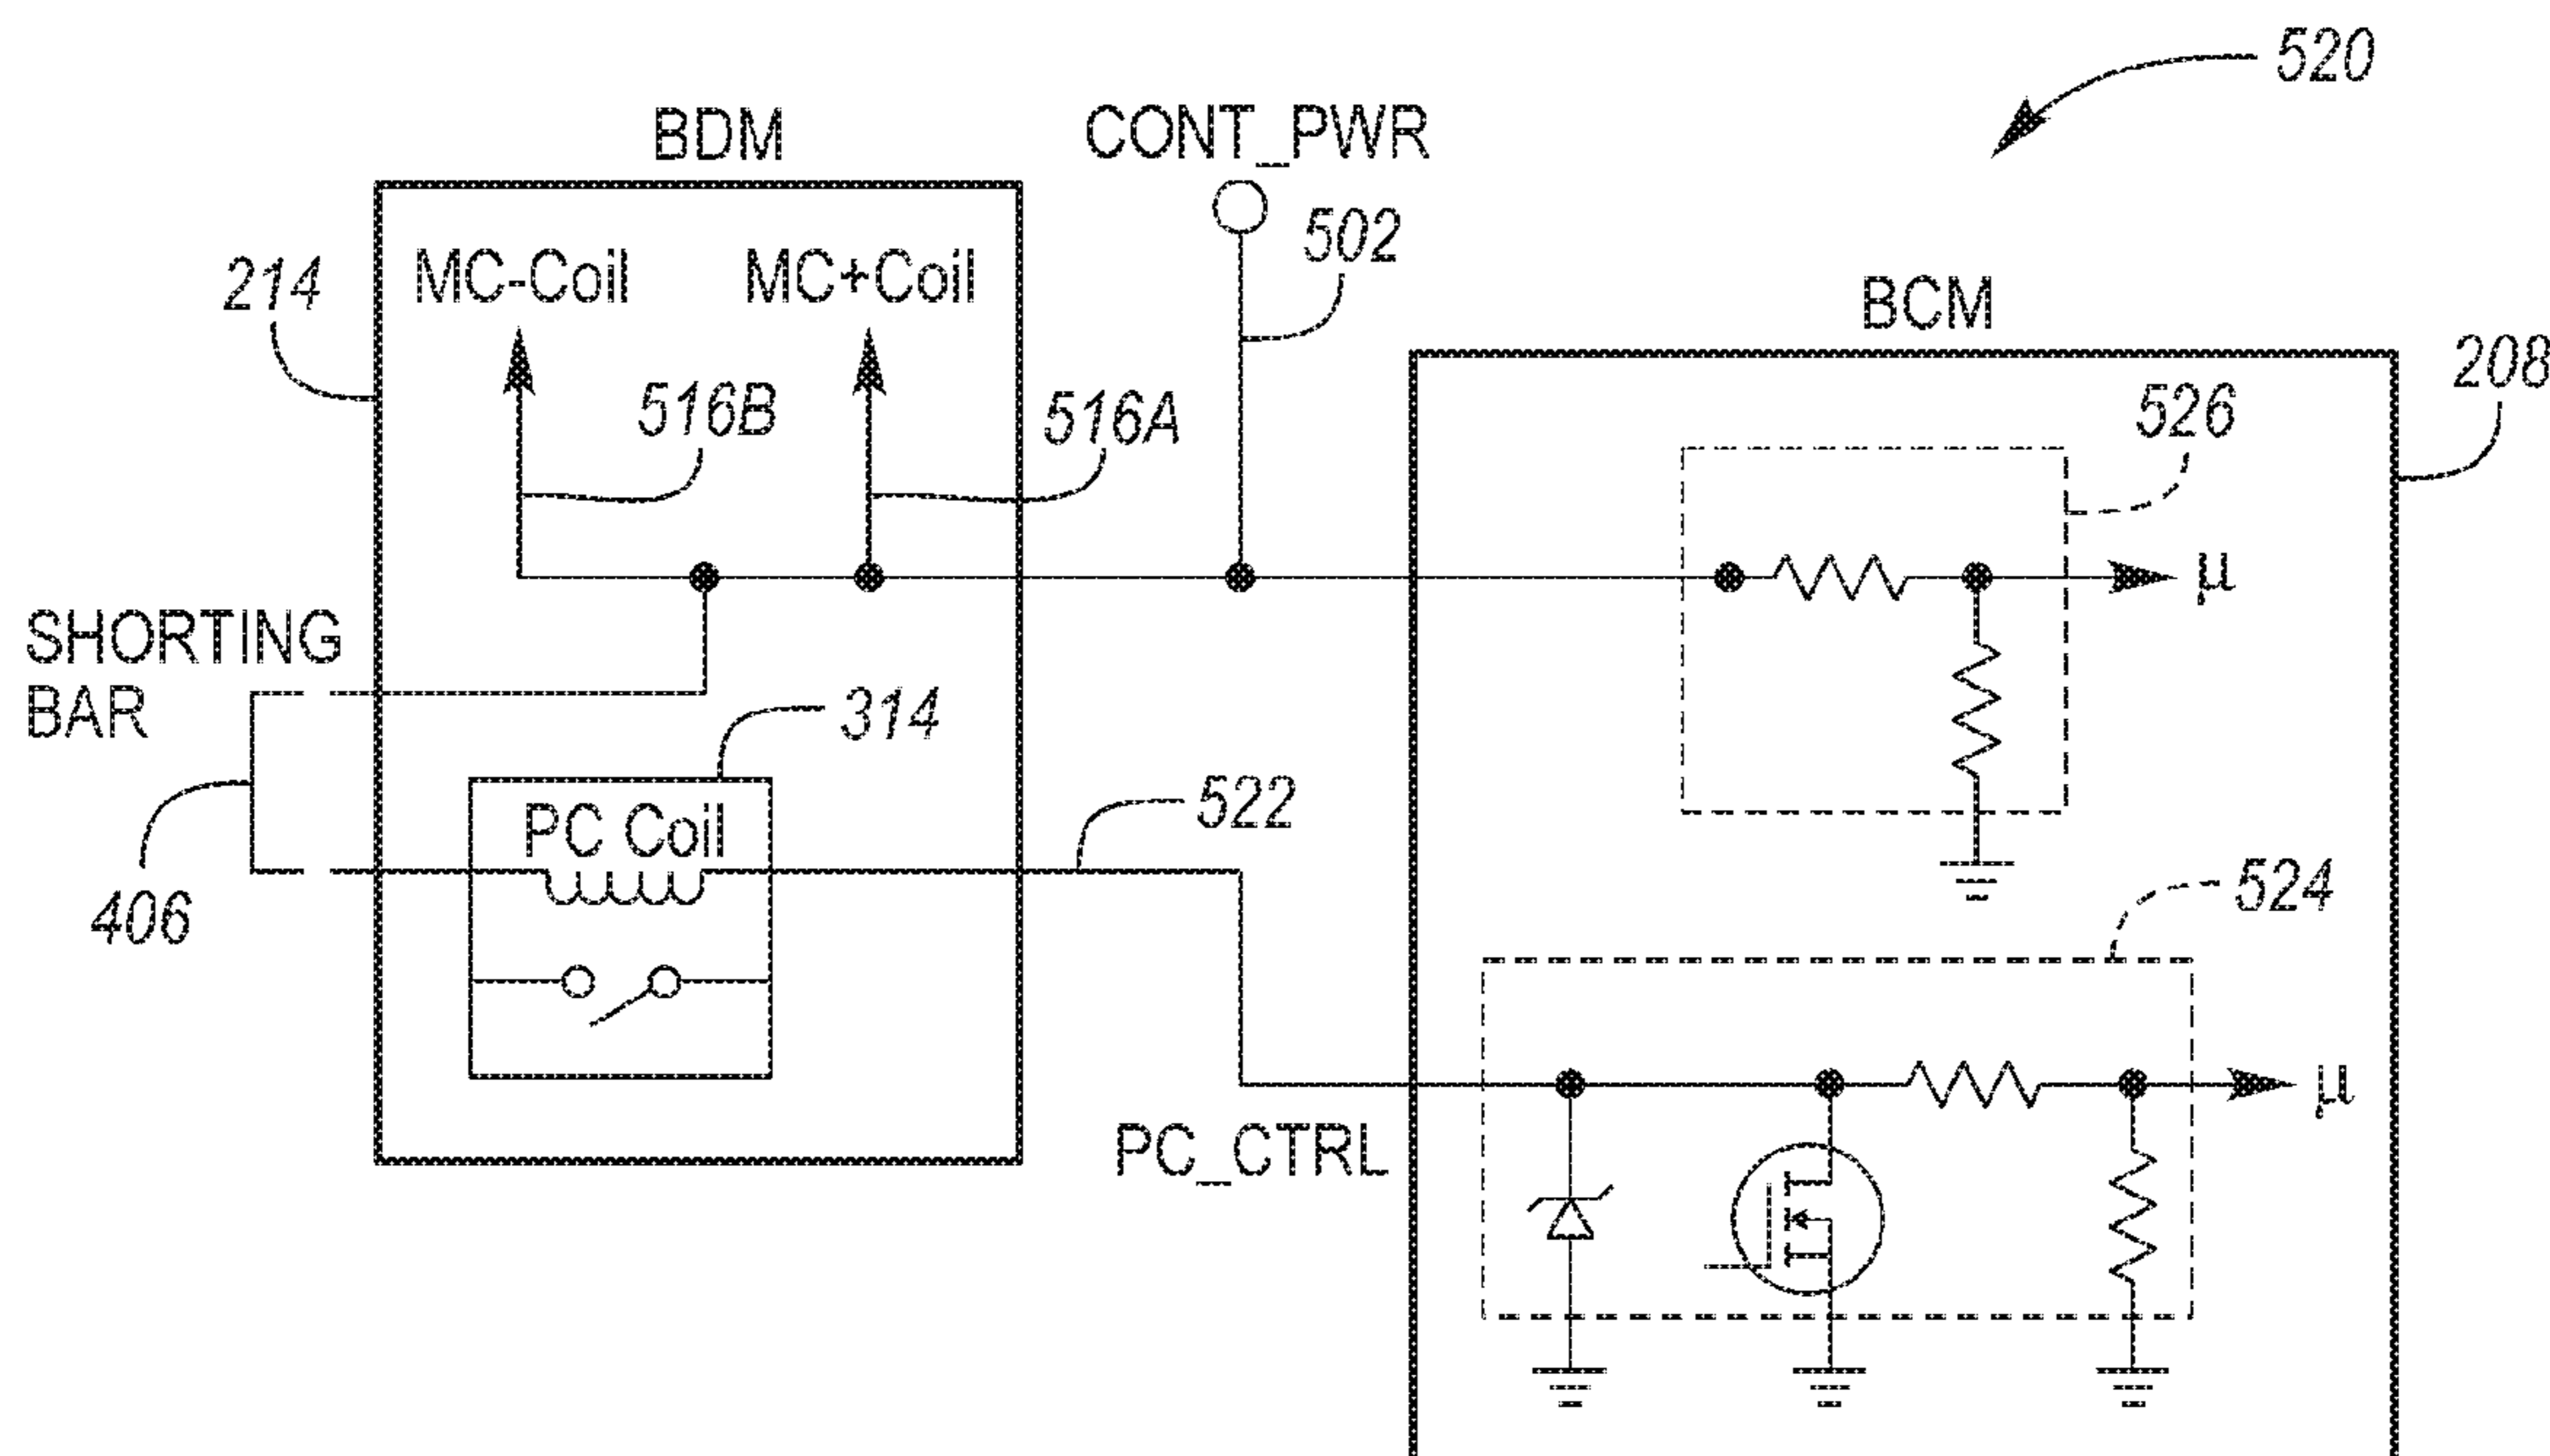 520
BDM
CONT_PWR
502
214
MC-Coil
MC+Coil
BCM
208
516B
516A
526
μ
SHORTING
BAR
314
PC Coil
522
406
524
μ
PC_CTRL